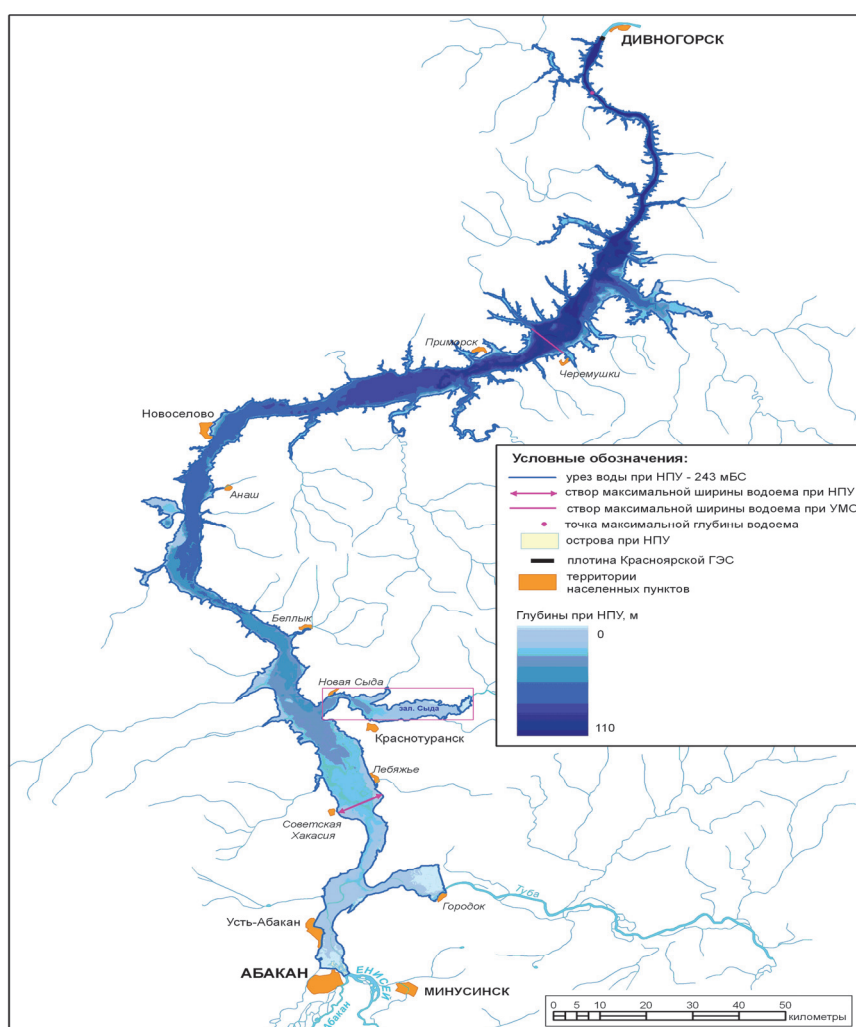 ДИВНОГОРСК
Приморск
Черемушки
Новоселово
Анаш
Условные обозначения:
урез воды при НПУ - 243 мБС
створ максимальной ширины водоема при НПУ
створ максимальной ширины водоема при УМО
точка максимальной глубины водоема
острова при НПУ
плотина Красноярской ГЭС
территории
населенных пунктов
Глубины при НПУ, м
0
110
Беллык
Новая Сыда
зал. Сыда
Краснотуранск
Лебяжье
Советская
Хакасия
Туба
Городок
Усть-Абакан
АБАКАН
ЕНИСЕЙ
МИНУСИНСК
Абакан
0 5 10 20 30 40 50
километры